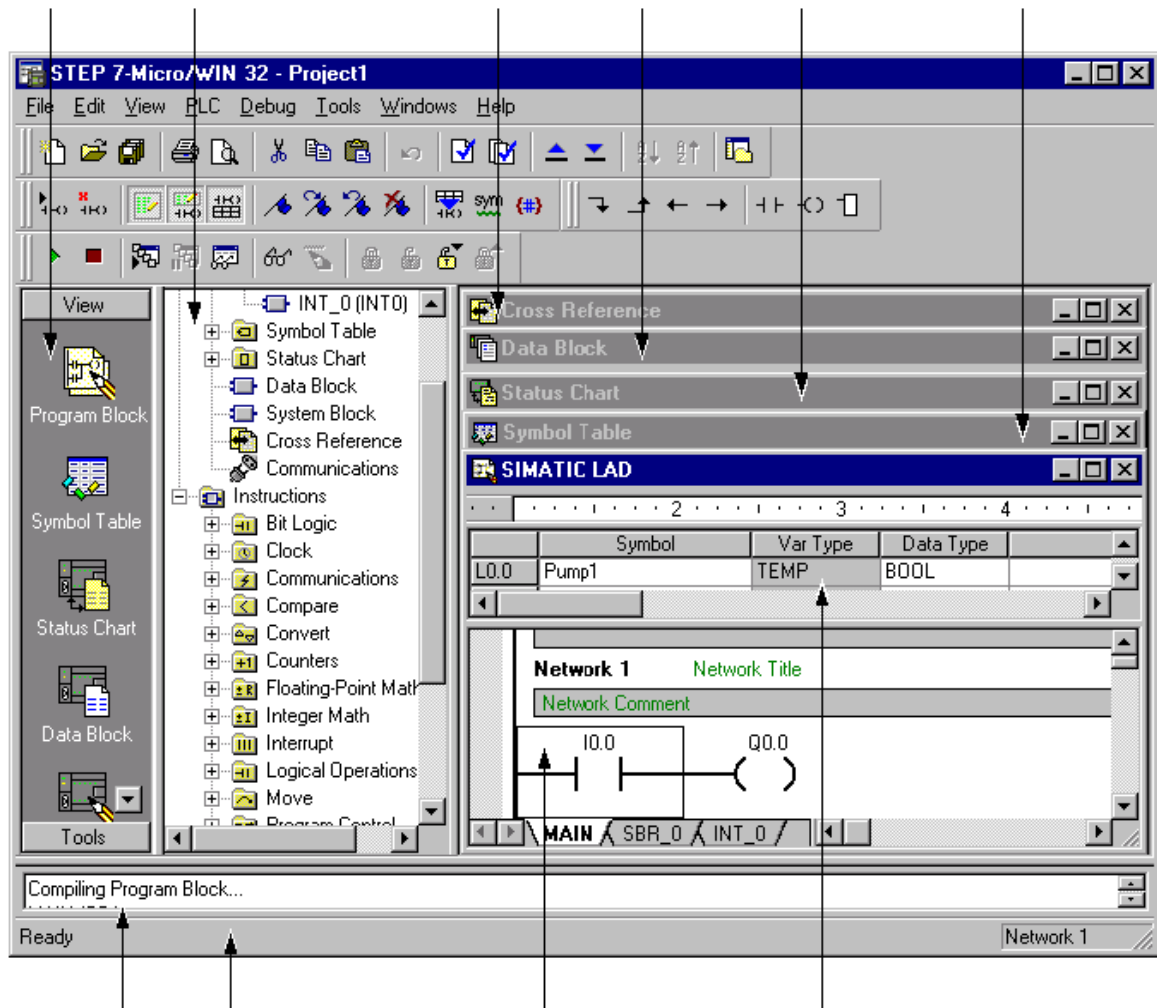 STEP 7-Micro/WIN 32 - Project1
File Edit View PLC Debug Tools Windows Help
sym
View
Program Block
Symbol Table
Status Chart
Data Block
Tools
INT_0 (INT0)
Symbol Table
Status Chart
Data Block
System Block
Cross Reference
Communications
Instructions
Bit Logic
Clock
Communications
Compare
Convert
Counters
Floating-Point Math
Integer Math
Interrupt
Logical Operations
Move
Program Control
Cross Reference
Data Block
Status Chart
Symbol Table
SIMATIC LAD
2 3 4
Symbol Var Type Data Type
L0.0 Pump1 TEMP BOOL
Network 1 Network Title
Network Comment
I0.0 Q0.0
MAIN SBR_0 INT_0
Compiling Program Block...
Ready Network 1